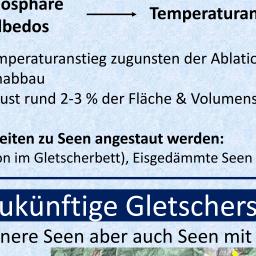 osphäre
lbedos
Temperaturan
mperaturanstieg zugunsten der Ablatio
nabbau
ust rund 2-3 % der Fläche & Volumens
eiten zu Seen angestaut werden:
on im Gletscherbett), Eisgedämmte Seen
ukünftige Gletschers
nere Seen aber auch Seen mit